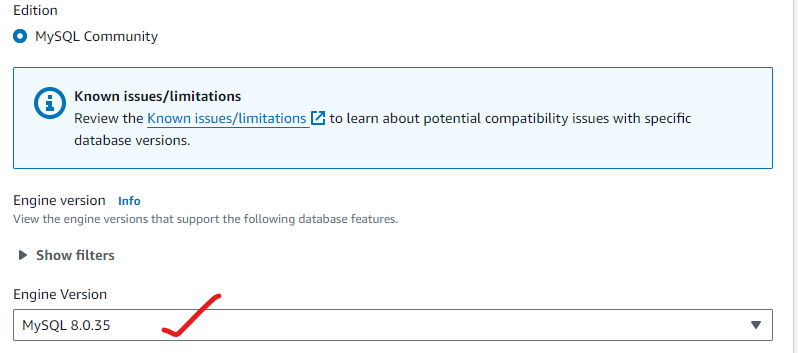 Edition
MySQL Community
Known issues/limitations
Review the Known issues/limitations to learn about potential compatibility issues with specific
database versions.
Engine version Info
View the engine versions that support the following database features.
Show filters
Engine Version
MySQL 8.0.35